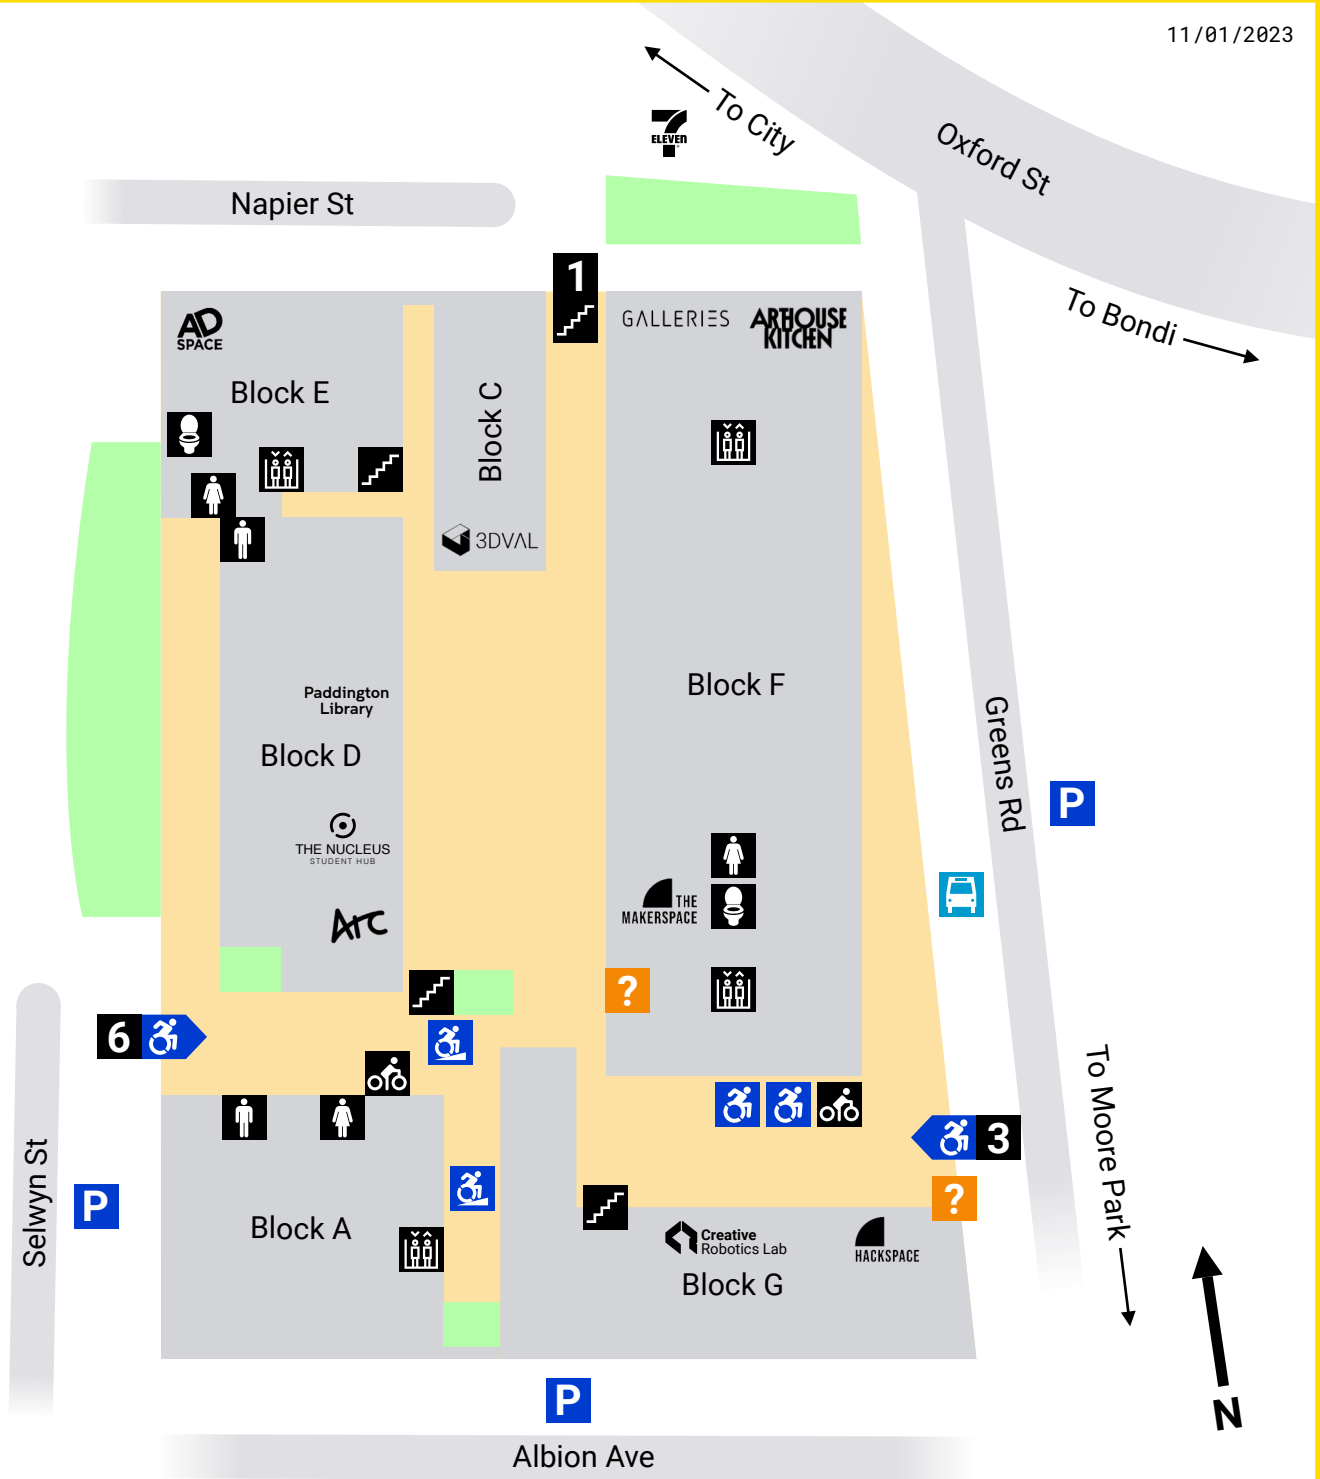 11/01/2023
To City
7
ELEVEN
Oxford St
Napier St
To Bondi
1
AD
SPACE
GALLERIES
ARTHOUSE
KITCHEN
Block E
Block C
3DVAL
Block F
Paddington
Library
Block D
Greens Rd
P
THE NUCLEUS
STUDENT HUB
THE
MAKERSPACE
Arc
?
6
3
To Moore Park
?
Selwyn St
P
Block A
Creative
Robotics Lab
HACKSPACE
Block G
P
N
Albion Ave